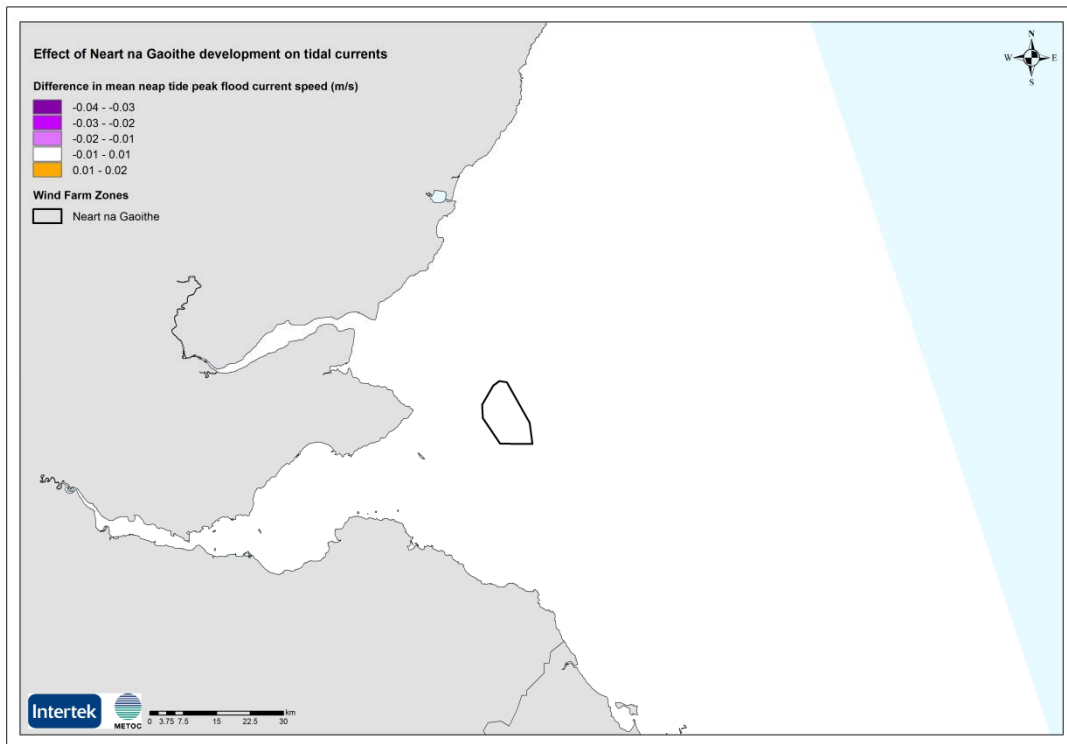 Effect of Neart na Gaoithe development on tidal currents
Difference in mean neap tide peak flood current speed (m/s)
-0.04 - -0.03
-0.03 - -0.02
-0.02 - -0.01
-0.01 - 0.01
0.01 - 0.02
Wind Farm Zones
Neart na Gaoithe
N
W E
S
Intertek
METOC
km
0 3.75 7.5 15 22.5 30